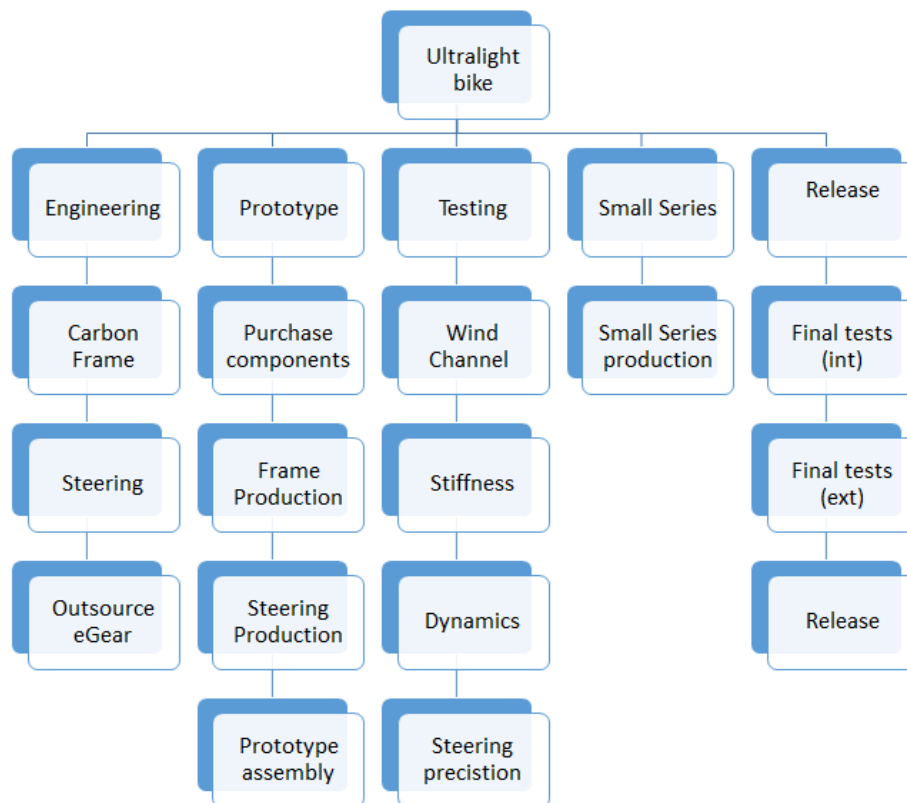 Ultralight
bike
Engineering
Prototype
Testing
Small Series
Release
Carbon
Frame
Purchase
components
Wind
Channel
Small Series
production
Final tests
(int)
Steering
Frame
Production
Stiffness
Final tests
(ext)
Outsource
eGear
Steering
Production
Dynamics
Release
Prototype
assembly
Steering
precistion